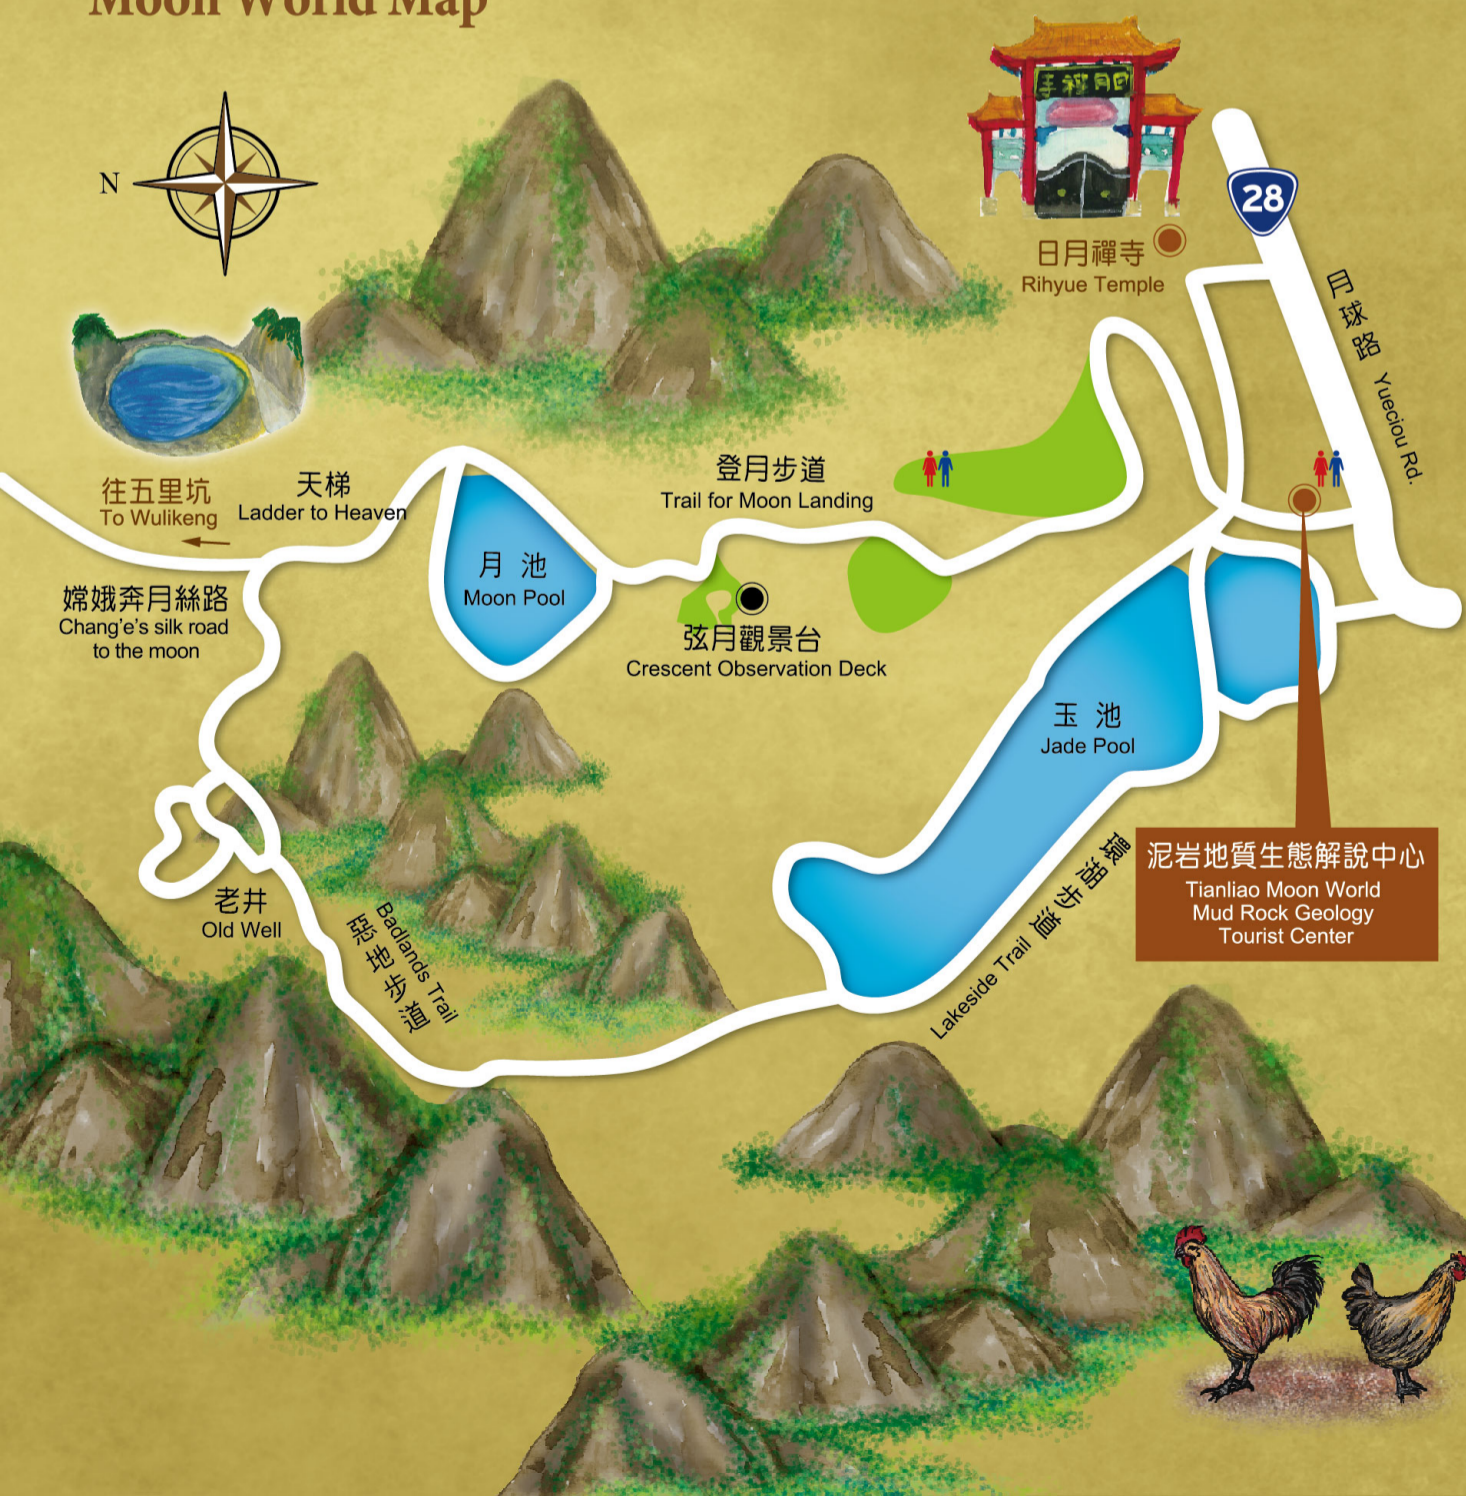 Moon World Map
N
日月禪寺
28
日月禪寺
Rihyue Temple
月球路 Yueciou Rd.
往五里坑
To Wulikeng
天梯
Ladder to Heaven
登月步道
Trail for Moon Landing
月池
Moon Pool
嫦娥奔月絲路
Chang'e's silk road
to the moon
弦月觀景台
Crescent Observation Deck
玉池
Jade Pool
老井
Old Well
Badlands Trail
惡地步道
環湖步道
Lakeside Trail
泥岩地質生態解說中心
Tianliao Moon World
Mud Rock Geology
Tourist Center